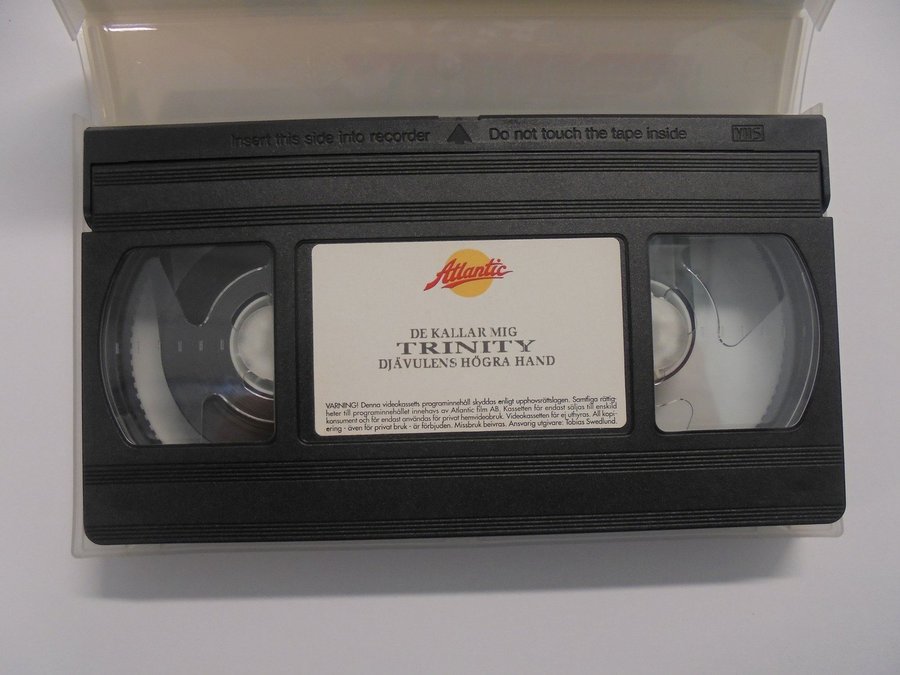 Insert this side into recorder ▲ Do not touch the tape inside VHS
Atlantic
DE KALLAR MIG
TRINITY
DJÄVULENS HÖGRA HAND
VARNING! Denna videokassetts programinnehåll skyddas enligt upphovsrättslagen. Samtliga rättig-
heter till programinnehållet innehavs av Atlantic film AB. Kassetten får endast säljas till enskild
konsument och får endast användas för privat hemvideobruk. Videokassetten får ej uthyras. All kopi-
ering - även för privat bruk - är förbjuden. Missbruk beivras. Ansvarig utgivare: Tobias Swedlund.